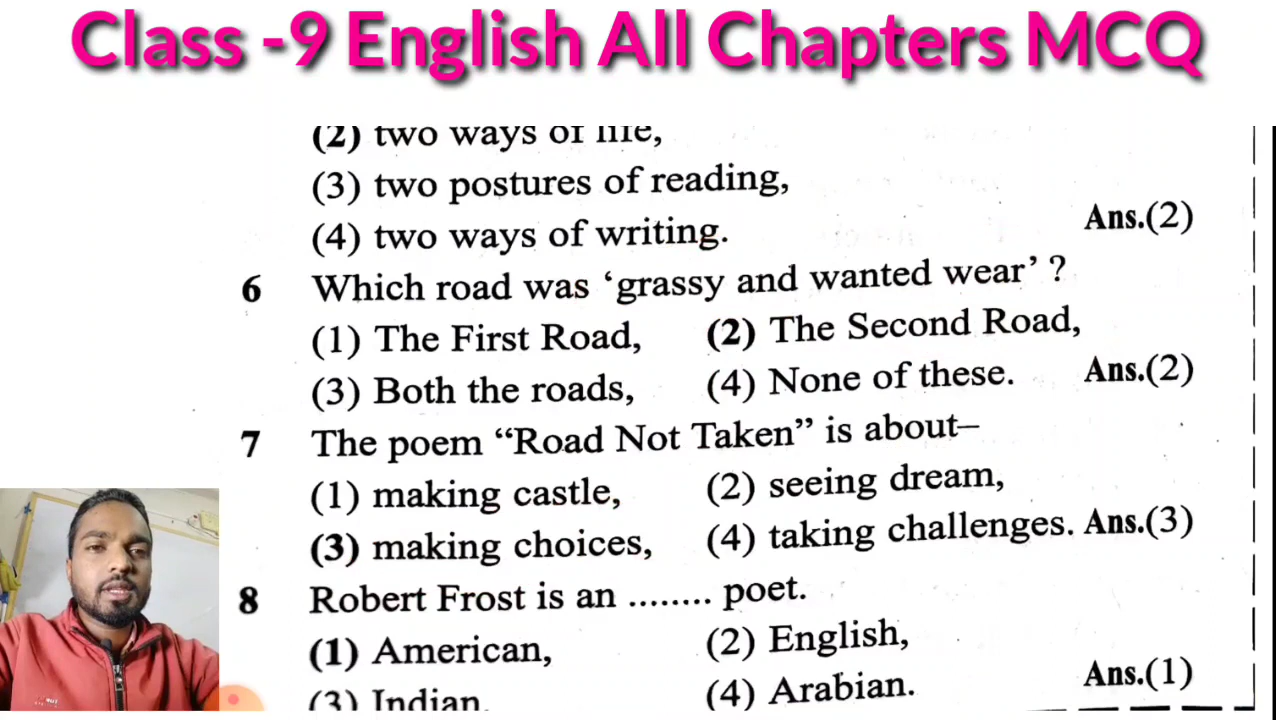 Class -9 English All Chapters MCQ
(2) two ways of life,
(3) two postures of reading,
(4) two ways of writing. Ans.(2)
6 Which road was ‘grassy and wanted wear’ ?
(1) The First Road, (2) The Second Road,
(3) Both the roads, (4) None of these. Ans.(2)
7 The poem “Road Not Taken” is about–
(1) making castle, (2) seeing dream,
(3) making choices, (4) taking challenges. Ans.(3)
8 Robert Frost is an ........ poet.
(1) American, (2) English,
(3) Indian, (4) Arabian. Ans.(1)